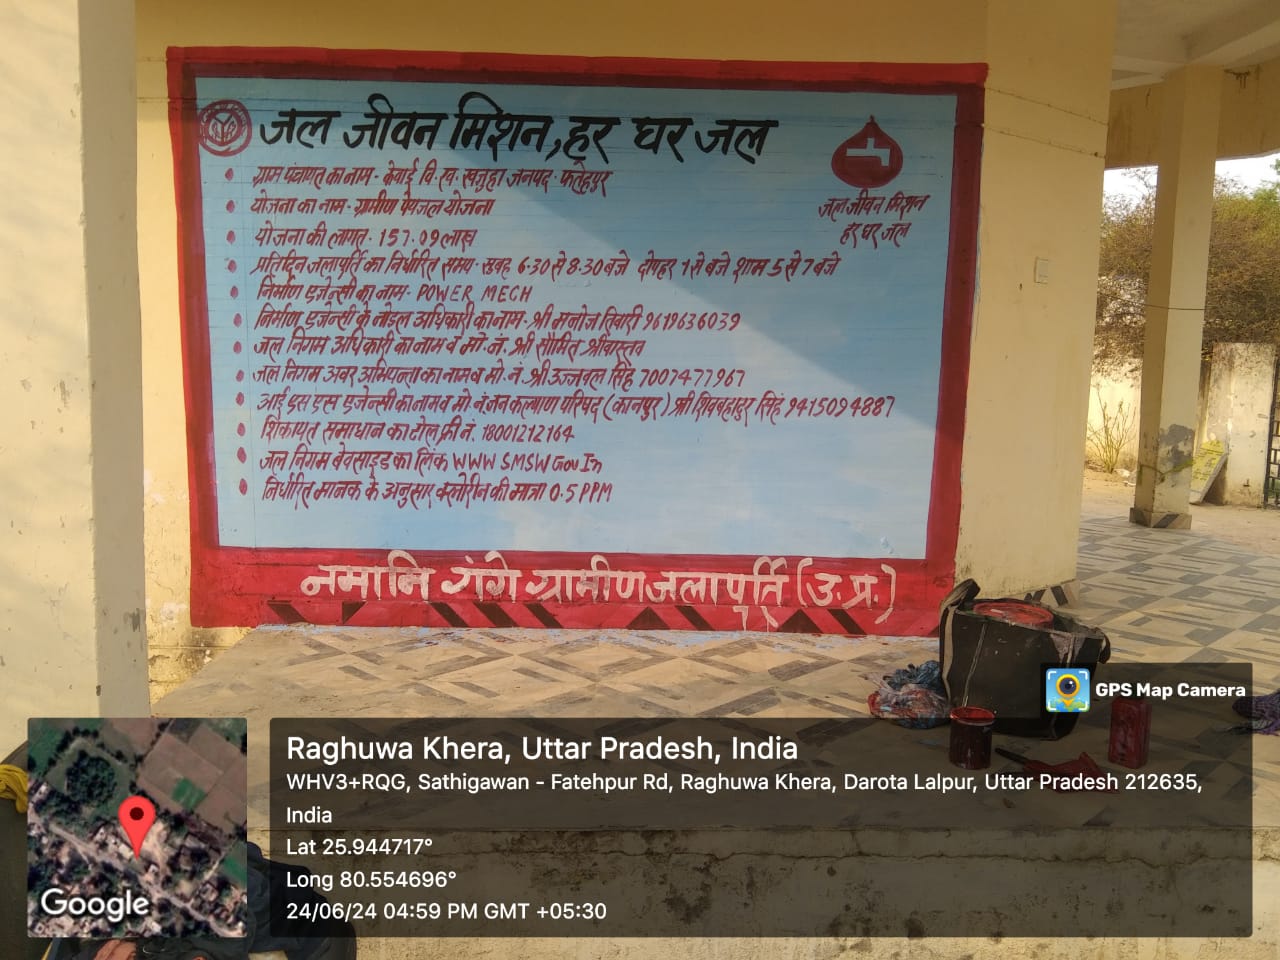 जल जीवन मिशन, हर घर जल
ग्राम पंचायत का नाम - केवाई वि. ख. खजुहा जनपद - फतेहपुर
योजना का नाम - ग्रामीण पेयजल योजना
योजना की लागत - 157.09 लाख
प्रतिदिन जलापूर्ति का निर्धारित समय - सुबह 6.30 से 8.30 बजे दोपहर 1 से बजे शाम 5 से 7 बजे
निर्माण एजेन्सी का नाम - POWER MECH
निर्माण एजेन्सी के नोडल अधिकारी का नाम - श्री मनोज तिवारी 9619636039
जल निगम अधिकारी का नाम व मो. नं. श्री सौमित श्रीवास्तव
जल निगम अवर अभियन्ता का नाम व मो. नं. श्री उज्जवल सिंह 7007477967
आई एस एस एजेन्सी का नाम व मो. नं. जन कल्याण परिषद (कानपुर) श्री शिवबहादुर सिंह 9415094887
शिकायत समाधान का टोल फ्री नं. 18001212164
जल निगम बेवसाइड का लिंक WWW SMSW Gov In
निर्धारित मानक के अनुसार क्लोरीन की मात्रा 0.5 PPM
जल जीवन मिशन
हर घर जल
नमामि गंगे ग्रामीण जलापूर्ति (उ. प्र.)
GPS Map Camera
Raghuwa Khera, Uttar Pradesh, India
WHV3+RQG, Sathigawan - Fatehpur Rd, Raghuwa Khera, Darota Lalpur, Uttar Pradesh 212635,
India
Lat 25.944717°
Long 80.554696°
24/06/24 04:59 PM GMT +05:30
Google